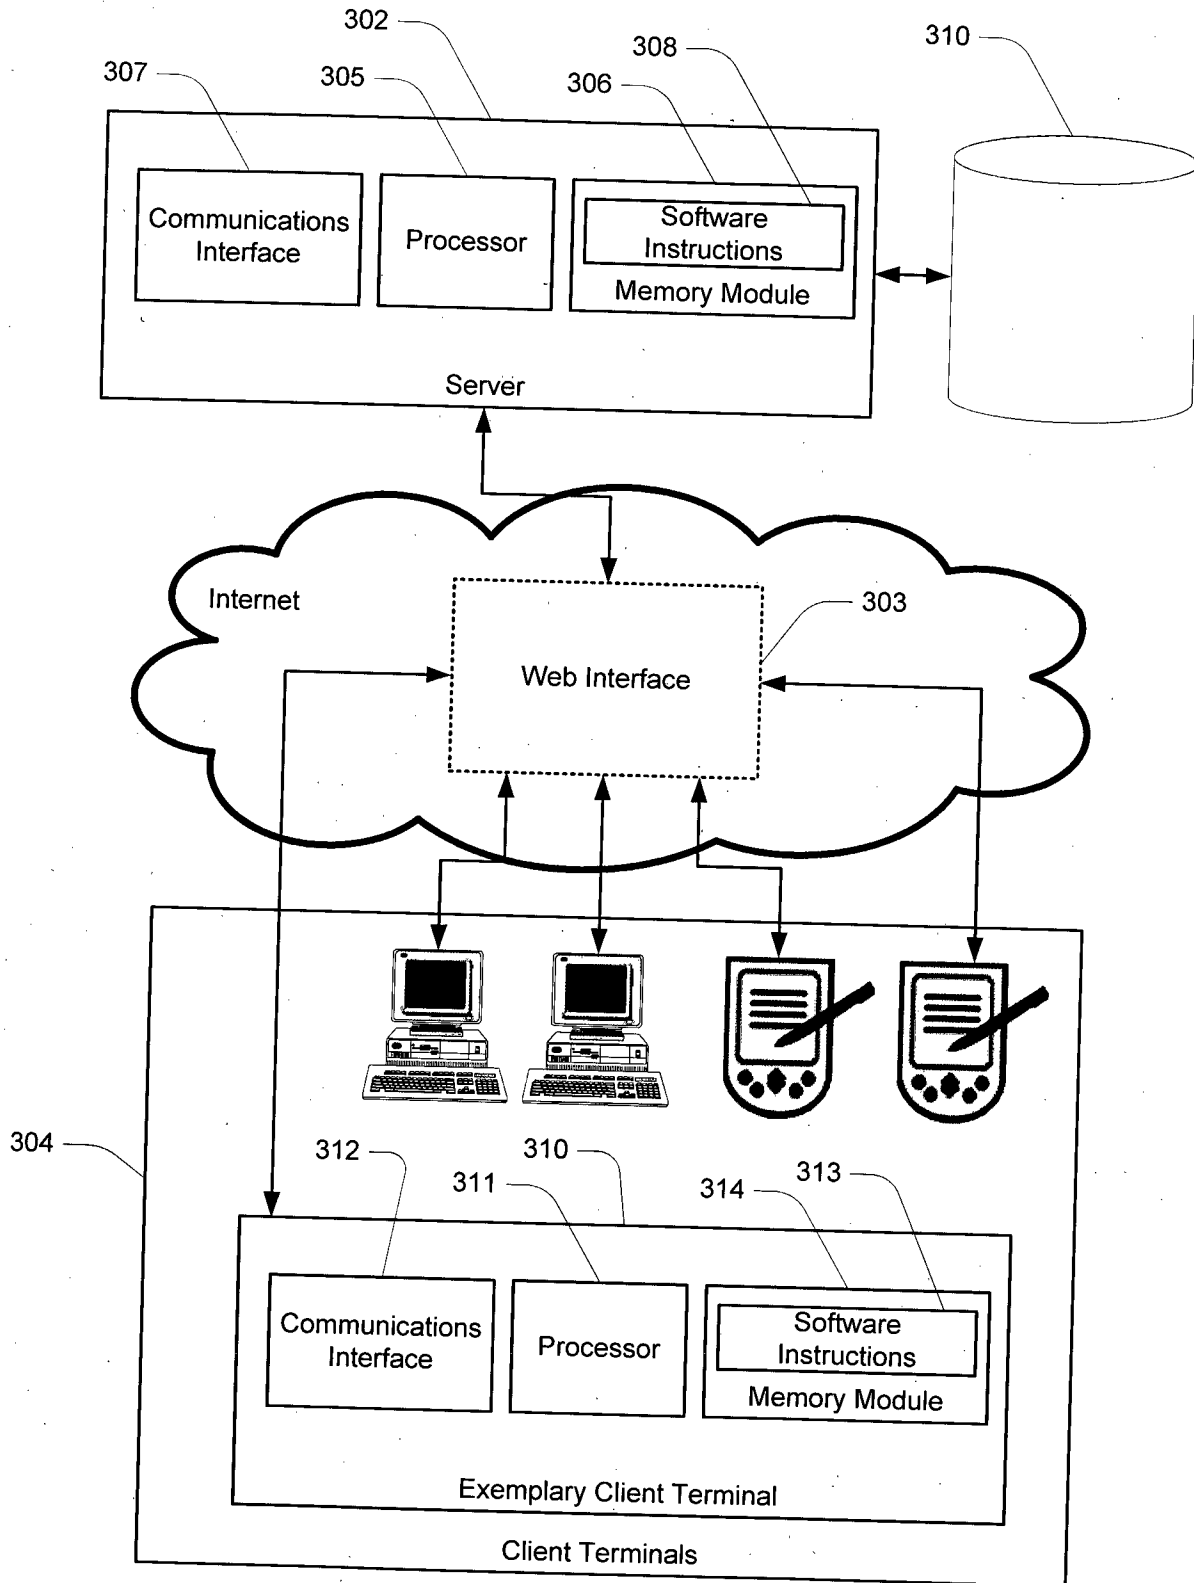 302
308
310
307
305
306
Communications
Interface
Processor
Software
Instructions
Memory Module
Server
Internet
303
Web Interface
304
312
310
313
311
314
Communications
Interface
Processor
Software
Instructions
Memory Module
Exemplary Client Terminal
Client Terminals